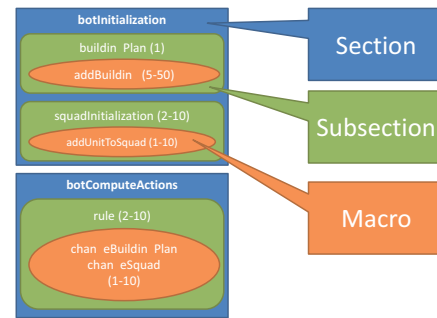 botInitialization
buildin Plan (1)
addBuildin (5-50)
squadInitialization (2-10)
addUnitToSquad (1-10)
botComputeActions
rule (2-10)
chan eBuildin Plan
chan eSquad
(1-10)
Section
Subsection
Macro